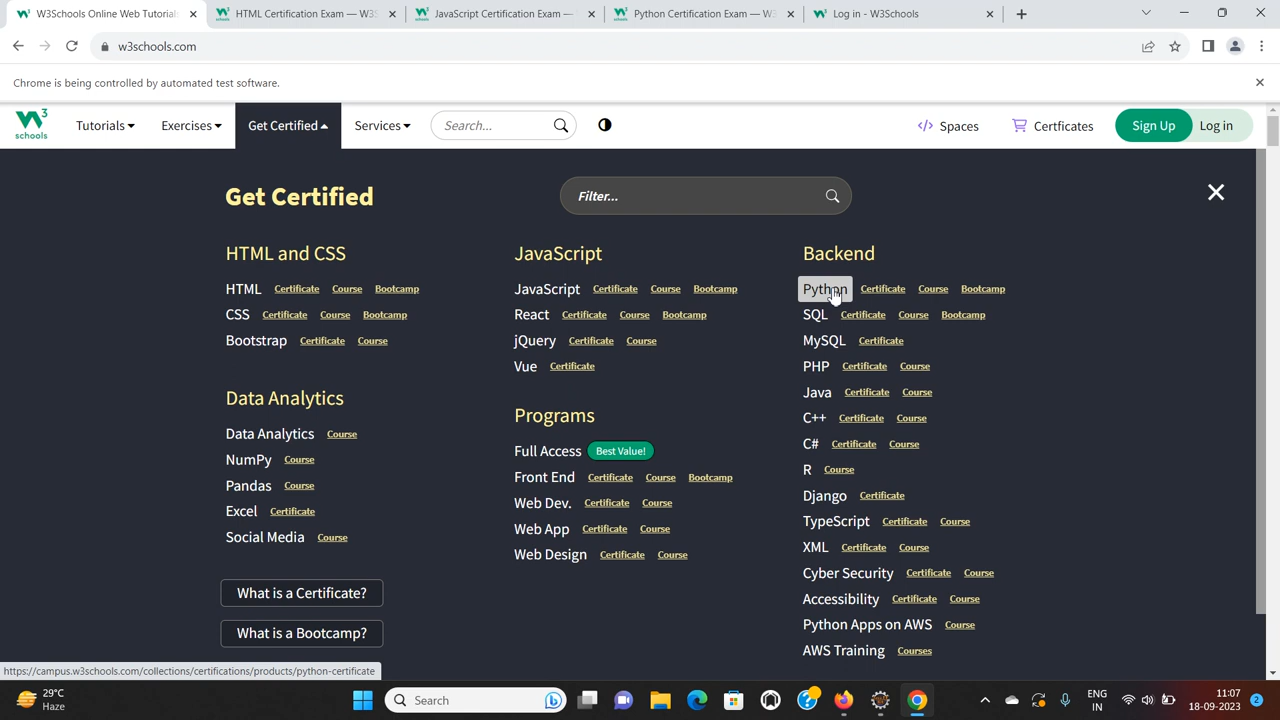 W3Schools Online Web Tutorials
HTML Certification Exam — W3S
JavaScript Certification Exam —
Python Certification Exam — W3
Log in - W3Schools
w3schools.com
Chrome is being controlled by automated test software.
W3 schools
Tutorials
Exercises
Get Certified
Services
Search...
Spaces
Certficates
Sign Up
Log in
Get Certified
Filter...
HTML and CSS
HTML Certificate Course Bootcamp
CSS Certificate Course Bootcamp
Bootstrap Certificate Course
Data Analytics
Data Analytics Course
NumPy Course
Pandas Course
Excel Certificate
Social Media Course
What is a Certificate?
What is a Bootcamp?
JavaScript
JavaScript Certificate Course Bootcamp
React Certificate Course Bootcamp
jQuery Certificate Course
Vue Certificate
Programs
Full Access Best Value!
Front End Certificate Course Bootcamp
Web Dev. Certificate Course
Web App Certificate Course
Web Design Certificate Course
Backend
Python Certificate Course Bootcamp
SQL Certificate Course Bootcamp
MySQL Certificate
PHP Certificate Course
Java Certificate Course
C++ Certificate Course
C# Certificate Course
R Course
Django Certificate
TypeScript Certificate Course
XML Certificate Course
Cyber Security Certificate Course
Accessibility Certificate Course
Python Apps on AWS Course
AWS Training Courses
https://campus.w3schools.com/collections/certifications/products/python-certificate
29°C
Haze
Search
ENG
IN
11:07
18-09-2023
2